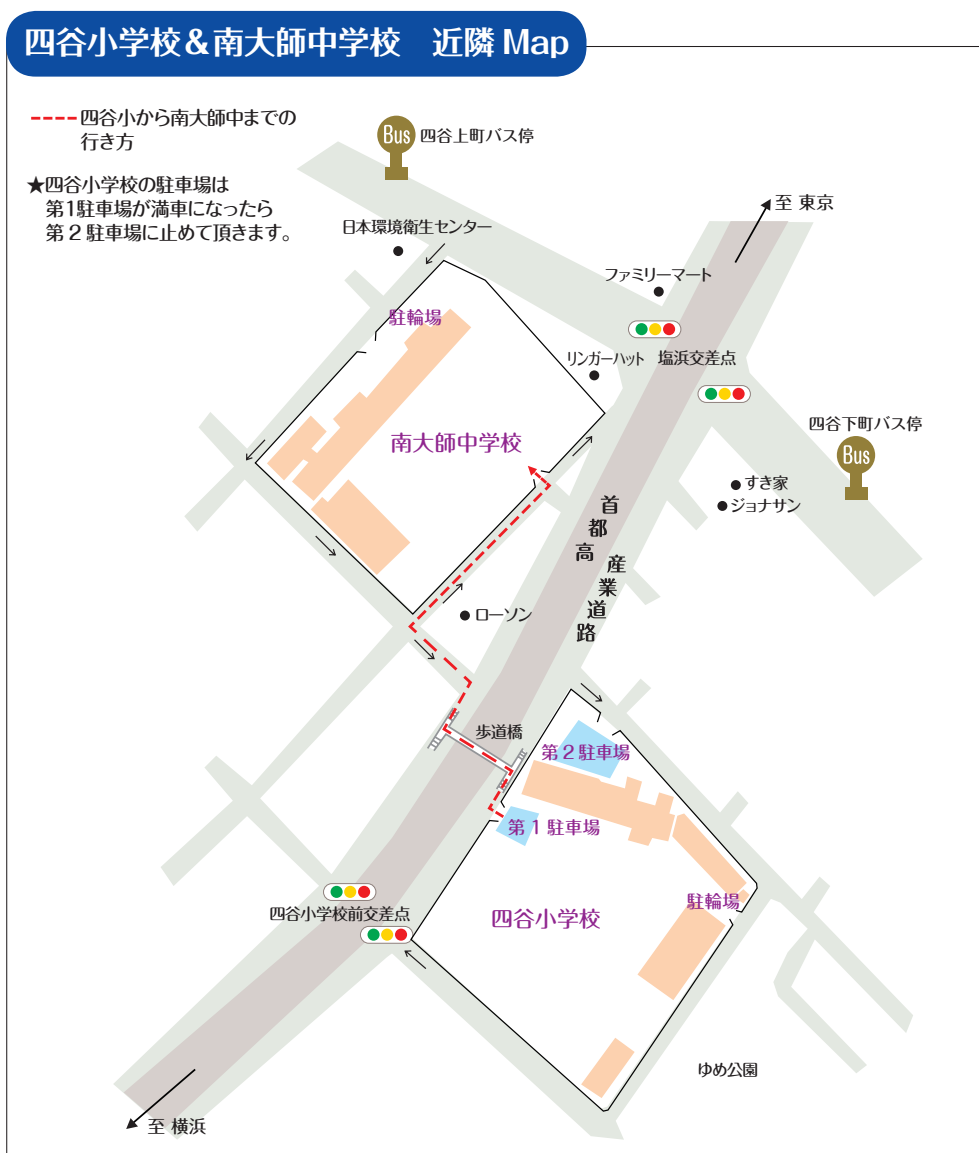 四谷小学校&南大師中学校　近隣 Map
四谷小から南大師中までの
行き方
★四谷小学校の駐車場は
第1駐車場が満車になったら
第２駐車場に止めて頂きます。
Bus
四谷上町バス停
至 東京
日本環境衛生センター
ファミリーマート
駐輪場
リンガーハット
塩浜交差点
四谷下町バス停
Bus
南大師中学校
すき家
ジョナサン
首都高
産業道路
ローソン
歩道橋
第２駐車場
第１駐車場
四谷小学校前交差点
駐輪場
四谷小学校
ゆめ公園
至 横浜